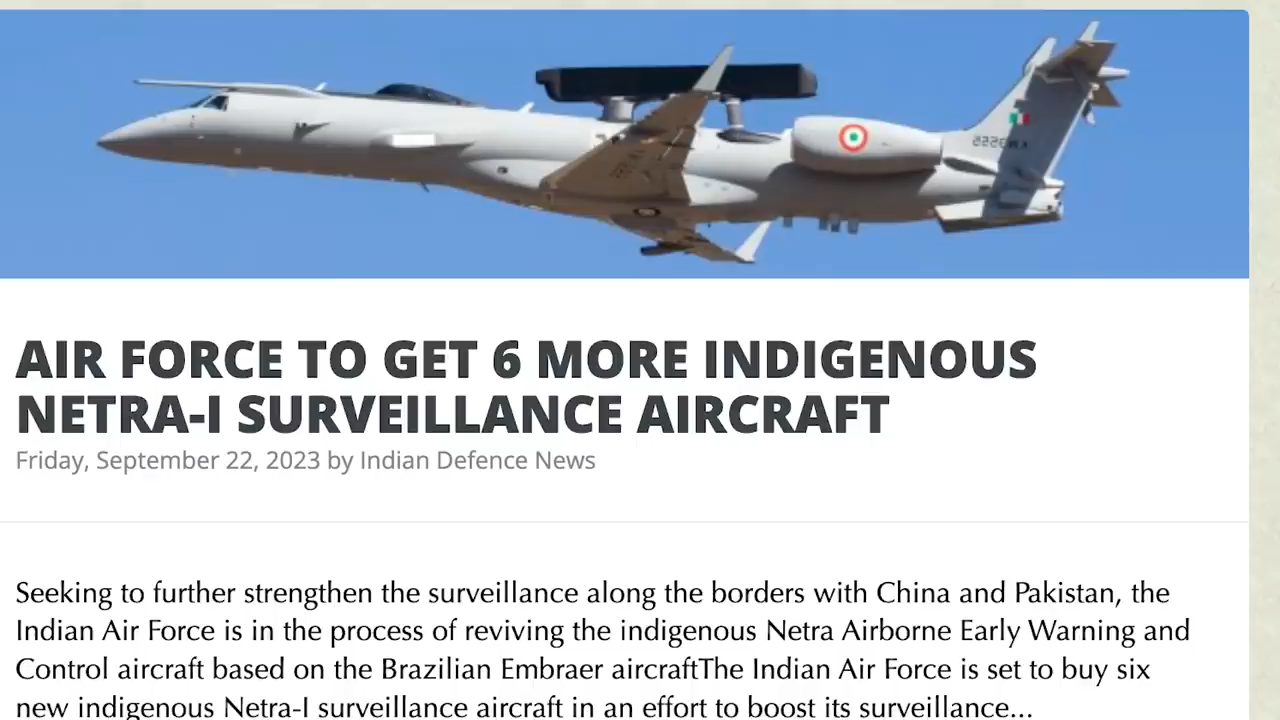 AIR FORCE TO GET 6 MORE INDIGENOUS
NETRA-I SURVEILLANCE AIRCRAFT
Friday, September 22, 2023 by Indian Defence News
Seeking to further strengthen the surveillance along the borders with China and Pakistan, the
Indian Air Force is in the process of reviving the indigenous Netra Airborne Early Warning and
Control aircraft based on the Brazilian Embraer aircraftThe Indian Air Force is set to buy six
new indigenous Netra-I surveillance aircraft in an effort to boost its surveillance...